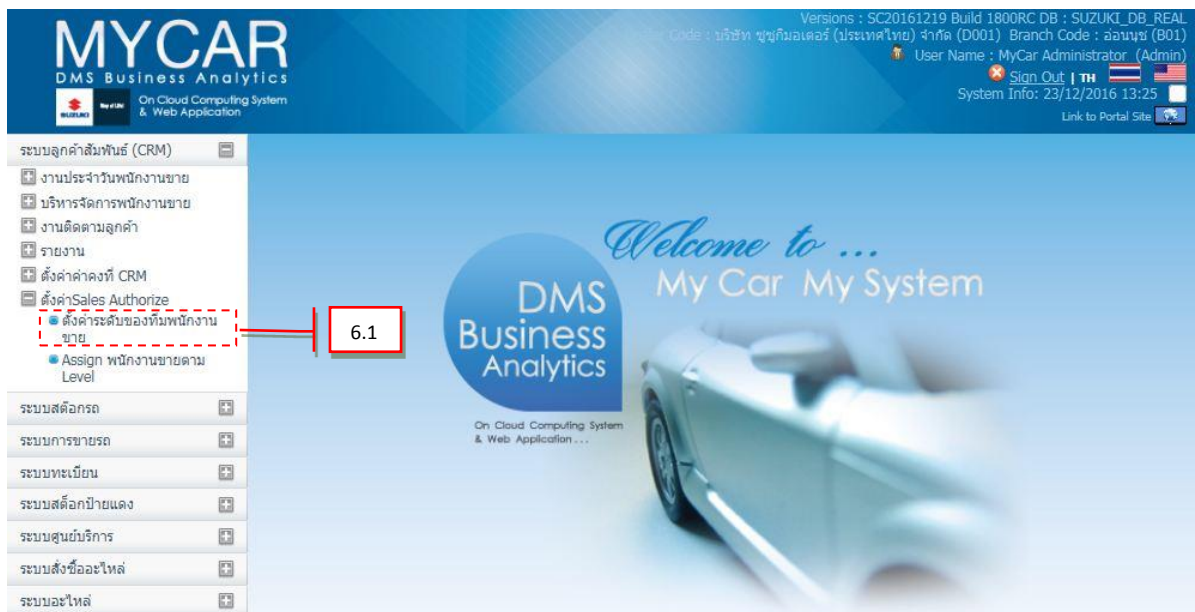 MYCAR
DMS Business Analytics
SUZUKI
Way of Life!
On Cloud Computing System
& Web Application
Versions : SC20161219 Build 1800RC DB : SUZUKI_DB_REAL
Code : บริษัท ซูซูกิมอเตอร์ (ประเทศไทย) จำกัด (D001) Branch Code : อ่อนนุช (B01)
User Name : MyCar Administrator (Admin)
Sign Out | TH
System Info: 23/12/2016 13:25
Link to Portal Site
ระบบลูกค้าสัมพันธ์ (CRM)
งานประจำวันพนักงานขาย
บริหารจัดการพนักงานขาย
งานติดตามลูกค้า
รายงาน
ตั้งค่าค่าคงที่ CRM
ตั้งค่าSales Authorize
ตั้งค่าระดับของทีมพนักงาน
ขาย
6.1
Assign พนักงานขายตาม
Level
ระบบสต๊อกรถ
ระบบการขายรถ
ระบบทะเบียน
ระบบสต็อกป้ายแดง
ระบบศูนย์บริการ
ระบบสั่งซื้ออะไหล่
ระบบอะไหล่
Welcome to ...
My Car My System
DMS
Business
Analytics
On Cloud Computing System
& Web Application ...